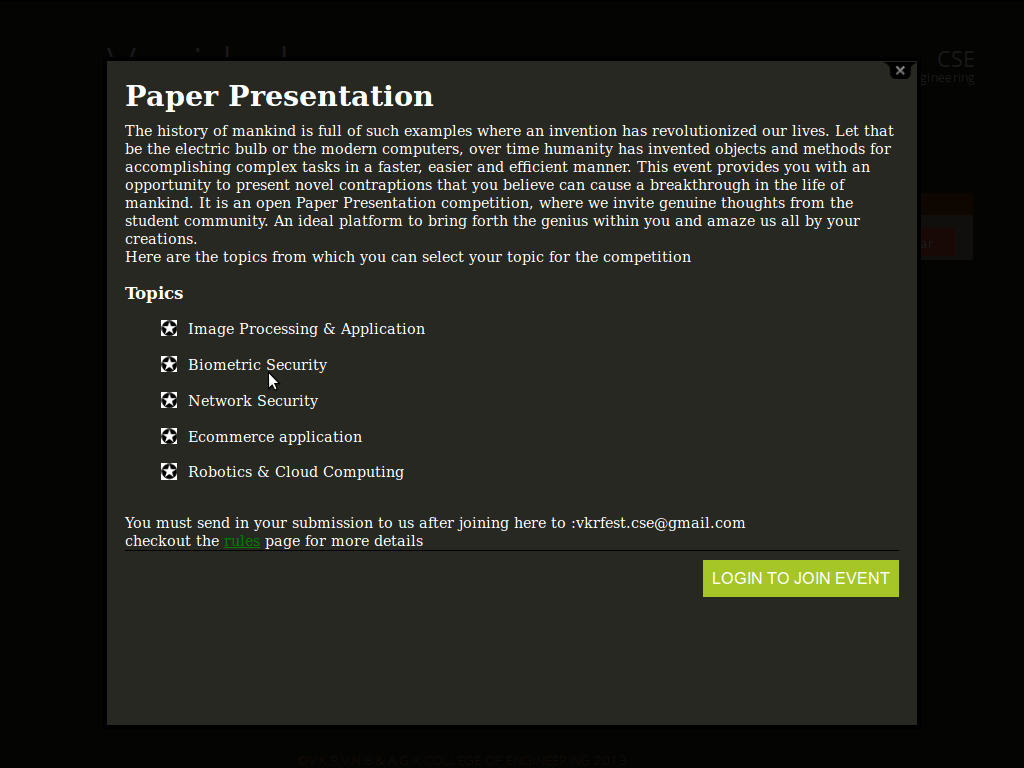 CSE
Paper Presentation
The history of mankind is full of such examples where an invention has revolutionized our lives. Let that
be the electric bulb or the modern computers, over time humanity has invented objects and methods for
accomplishing complex tasks in a faster, easier and efficient manner. This event provides you with an
opportunity to present novel contraptions that you believe can cause a breakthrough in the life of
mankind. It is an open Paper Presentation competition, where we invite genuine thoughts from the
student community. An ideal platform to bring forth the genius within you and amaze us all by your
creations.
Here are the topics from which you can select your topic for the competition
Topics
Image Processing & Application
Biometric Security
Network Security
Ecommerce application
Robotics & Cloud Computing
You must send in your submission to us after joining here to :vkrfest.cse@gmail.com
checkout the rules page for more details
LOGIN TO JOIN EVENT
COLLEGE OF ENGINEERING 2013